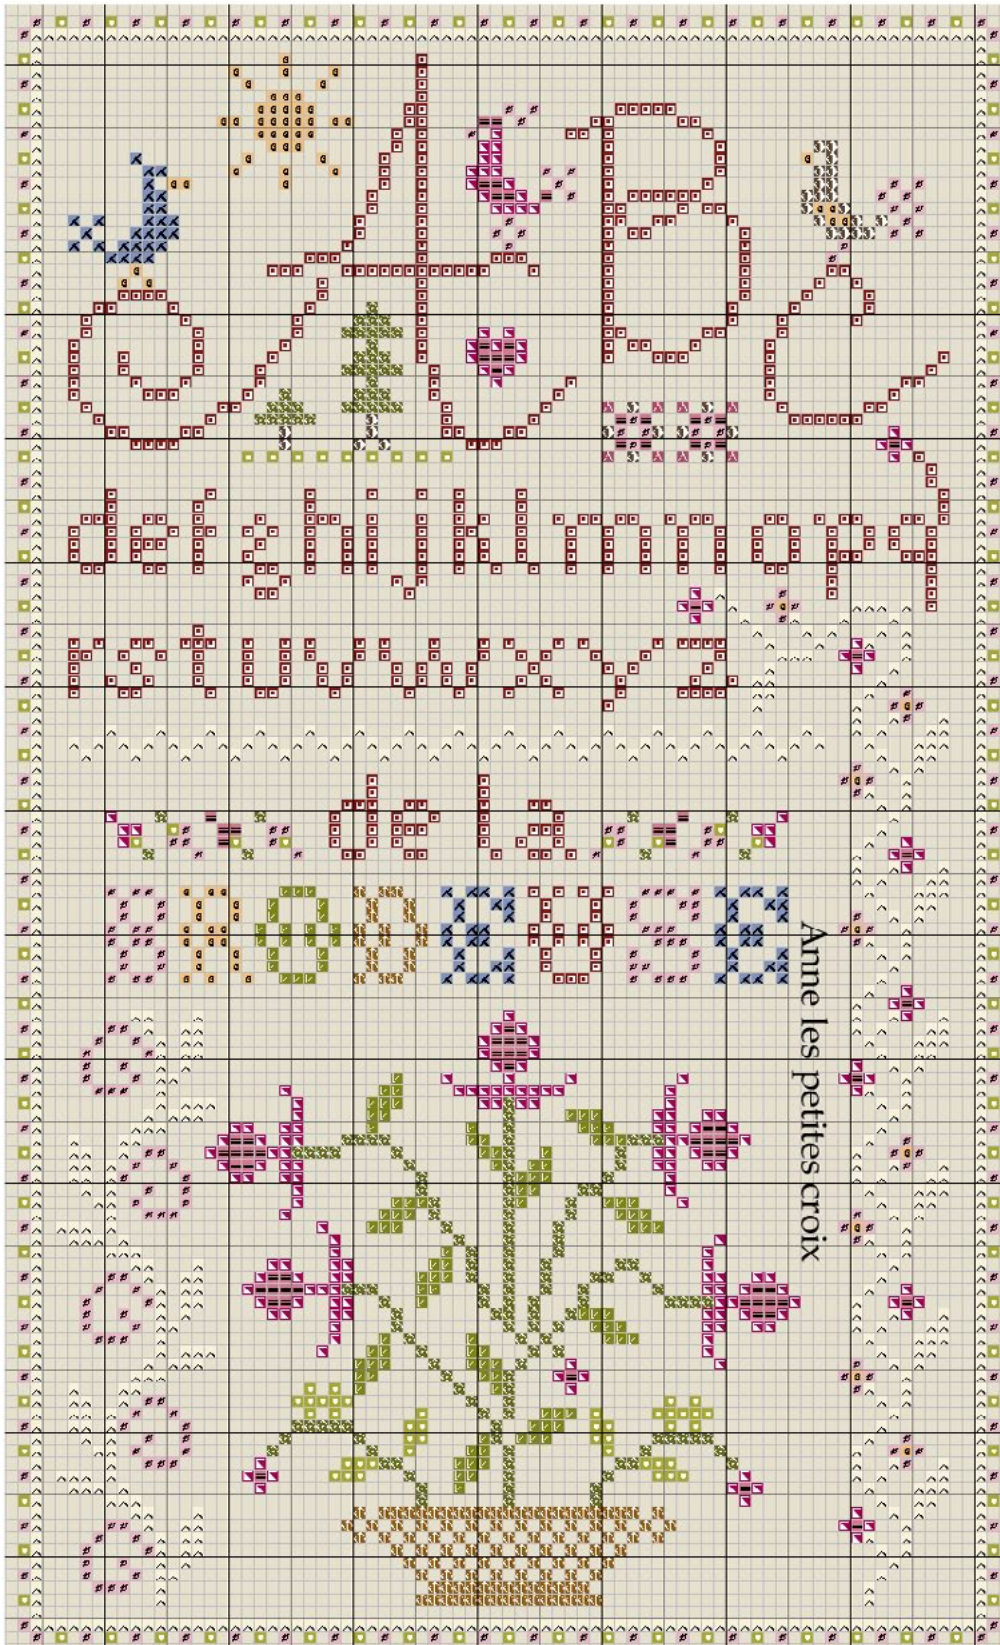 ABC
defghijklmnopq
rstuvwxyz
de La
BRODEUSE
Anne les petites croix